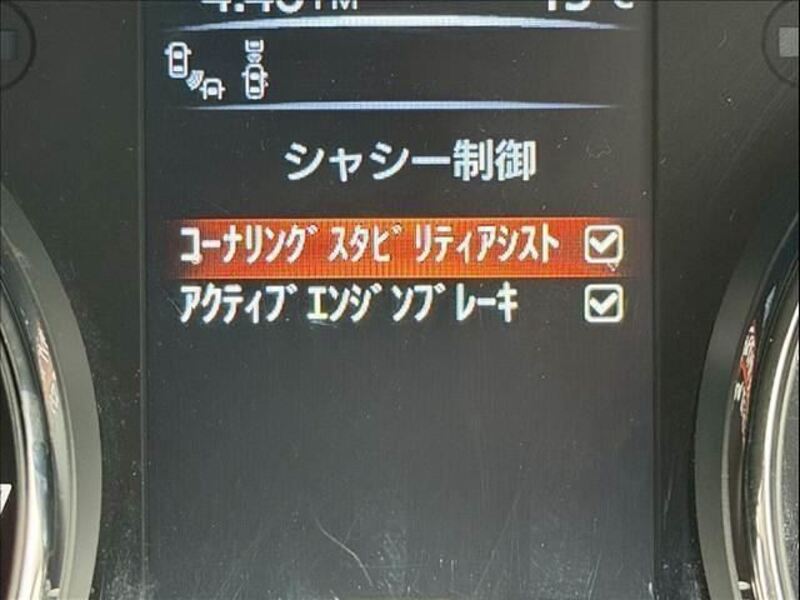 シャシー制御
コーナリングスタビリティアシスト
アクティブエンジンブレーキ